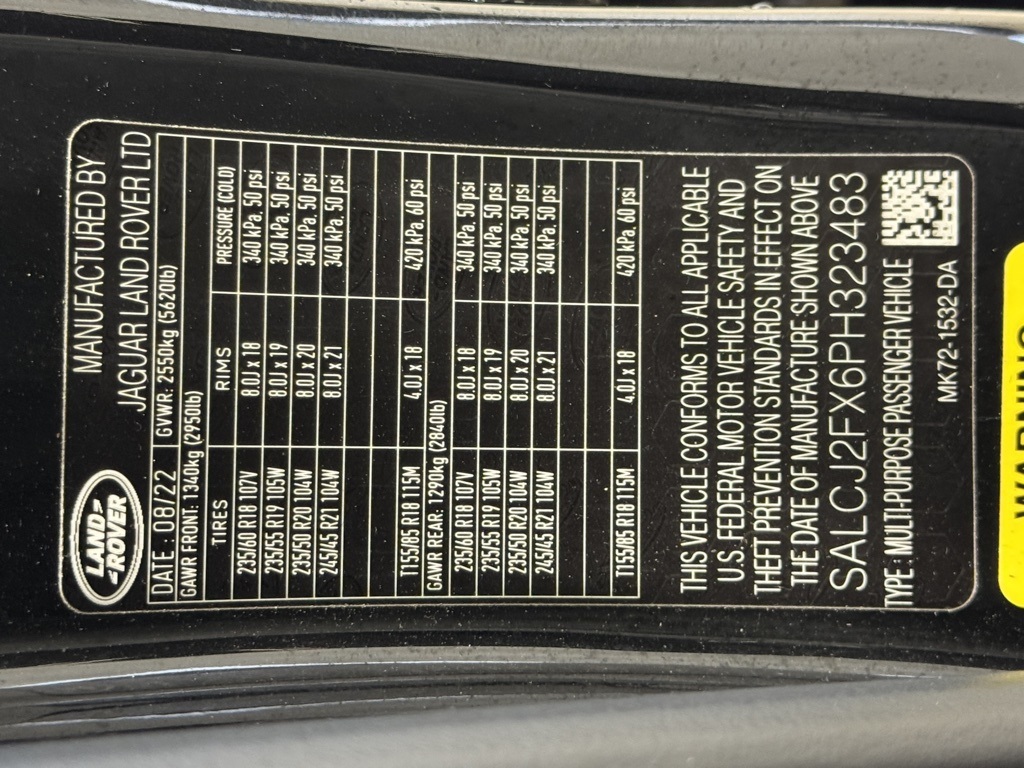 LAND
ROVER
MANUFACTURED BY
JAGUAR LAND ROVER LTD
DATE : 08/22 GVWR: 2550kg (5620lb)
GAWR FRONT: 1340kg (2950lb)
TIRES RIMS PRESSURE (COLD)
235/60 R18 107V 8.0J x 18 340 kPa, 50 psi
235/55 R19 105W 8.0J x 19 340 kPa, 50 psi
235/50 R20 104W 8.0J x 20 340 kPa, 50 psi
245/45 R21 104W 8.0J x 21 340 kPa, 50 psi
T155/85 R18 115M 4.0J x 18 420 kPa, 60 psi
GAWR REAR: 1290kg (2840lb)
235/60 R18 107V 8.0J x 18 340 kPa, 50 psi
235/55 R19 105W 8.0J x 19 340 kPa, 50 psi
235/50 R20 104W 8.0J x 20 340 kPa, 50 psi
245/45 R21 104W 8.0J x 21 340 kPa, 50 psi
T155/85 R18 115M 4.0J x 18 420 kPa, 60 psi
THIS VEHICLE CONFORMS TO ALL APPLICABLE
U.S. FEDERAL MOTOR VEHICLE SAFETY AND
THEFT PREVENTION STANDARDS IN EFFECT ON
THE DATE OF MANUFACTURE SHOWN ABOVE
SALCJ2FX6PH323483
TYPE : MULTI-PURPOSE PASSENGER VEHICLE
MK72-1532-DA
WARNING